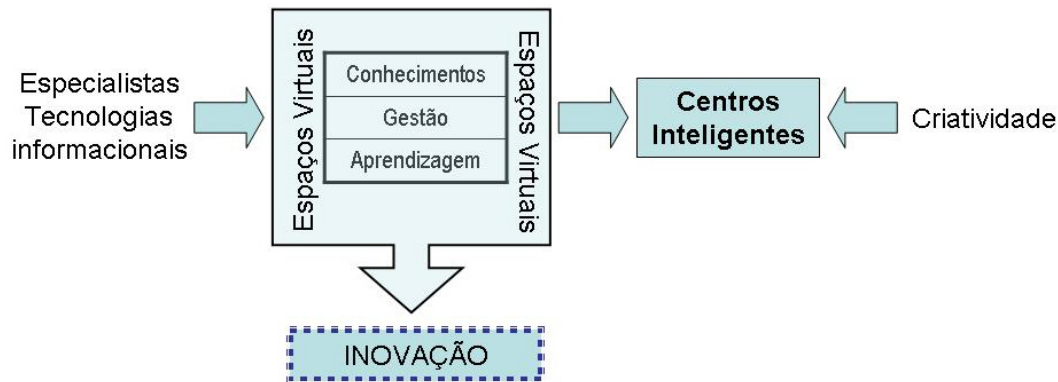 Especialistas
Tecnologias
informacionais
Espaços Virtuais
Conhecimentos
Gestão
Aprendizagem
Espaços Virtuais
Centros
Inteligentes
Criatividade
INOVAÇÃO